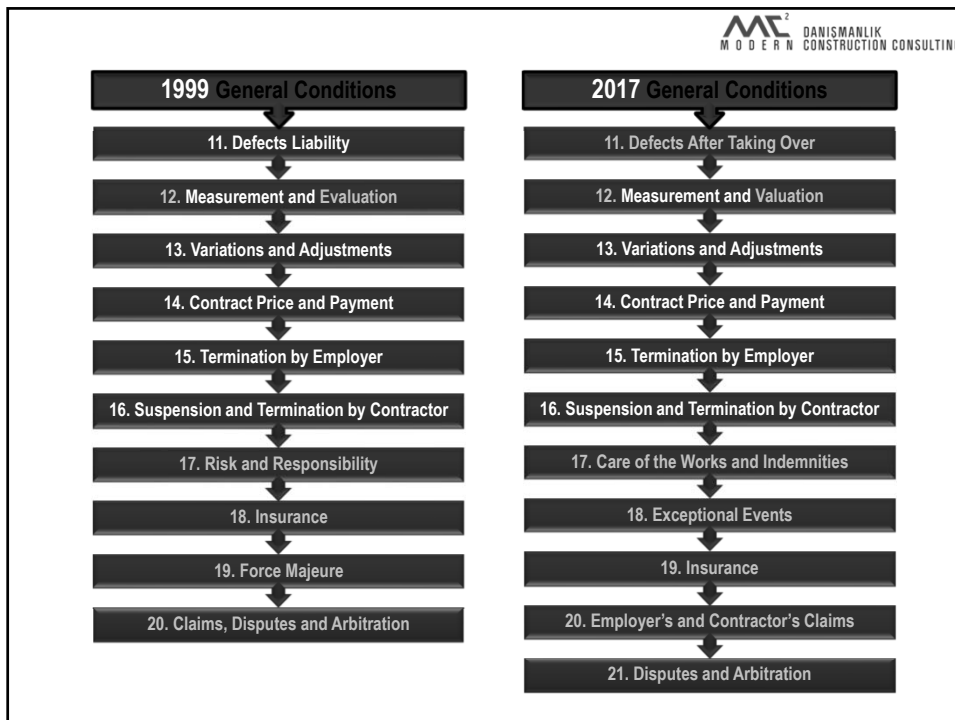 MC²
DANIŞMANLIK
MODERN CONSTRUCTION CONSULTIN
1999 General Conditions
11. Defects Liability
12. Measurement and Evaluation
13. Variations and Adjustments
14. Contract Price and Payment
15. Termination by Employer
16. Suspension and Termination by Contractor
17. Risk and Responsibility
18. Insurance
19. Force Majeure
20. Claims, Disputes and Arbitration
2017 General Conditions
11. Defects After Taking Over
12. Measurement and Valuation
13. Variations and Adjustments
14. Contract Price and Payment
15. Termination by Employer
16. Suspension and Termination by Contractor
17. Care of the Works and Indemnities
18. Exceptional Events
19. Insurance
20. Employer’s and Contractor’s Claims
21. Disputes and Arbitration